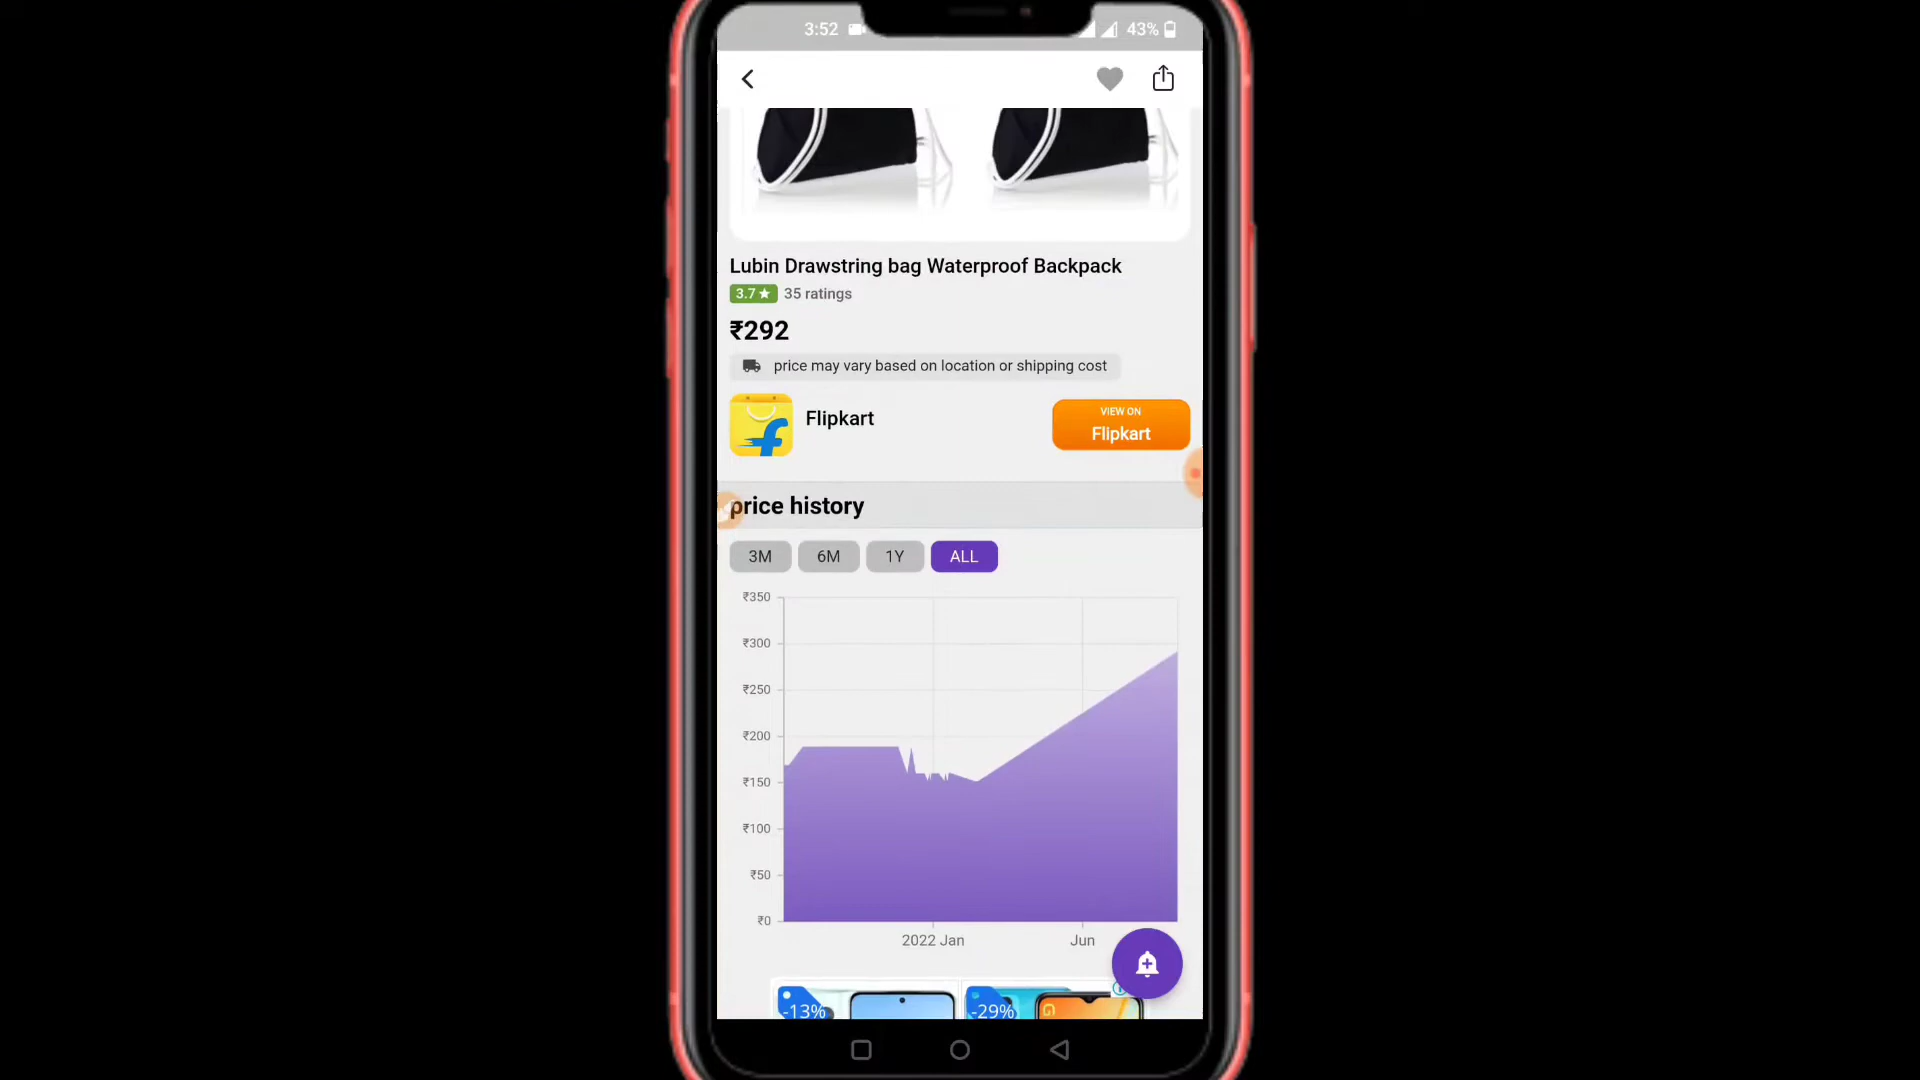 3:52
43%
Lubin Drawstring bag Waterproof Backpack
3.7★ 35 ratings
₹292
price may vary based on location or shipping cost
Flipkart
VIEW ON
Flipkart
price history
3M 6M 1Y ALL
₹350
₹300
₹250
₹200
₹150
₹100
₹50
₹0
2022 Jan Jun
-13% -29%